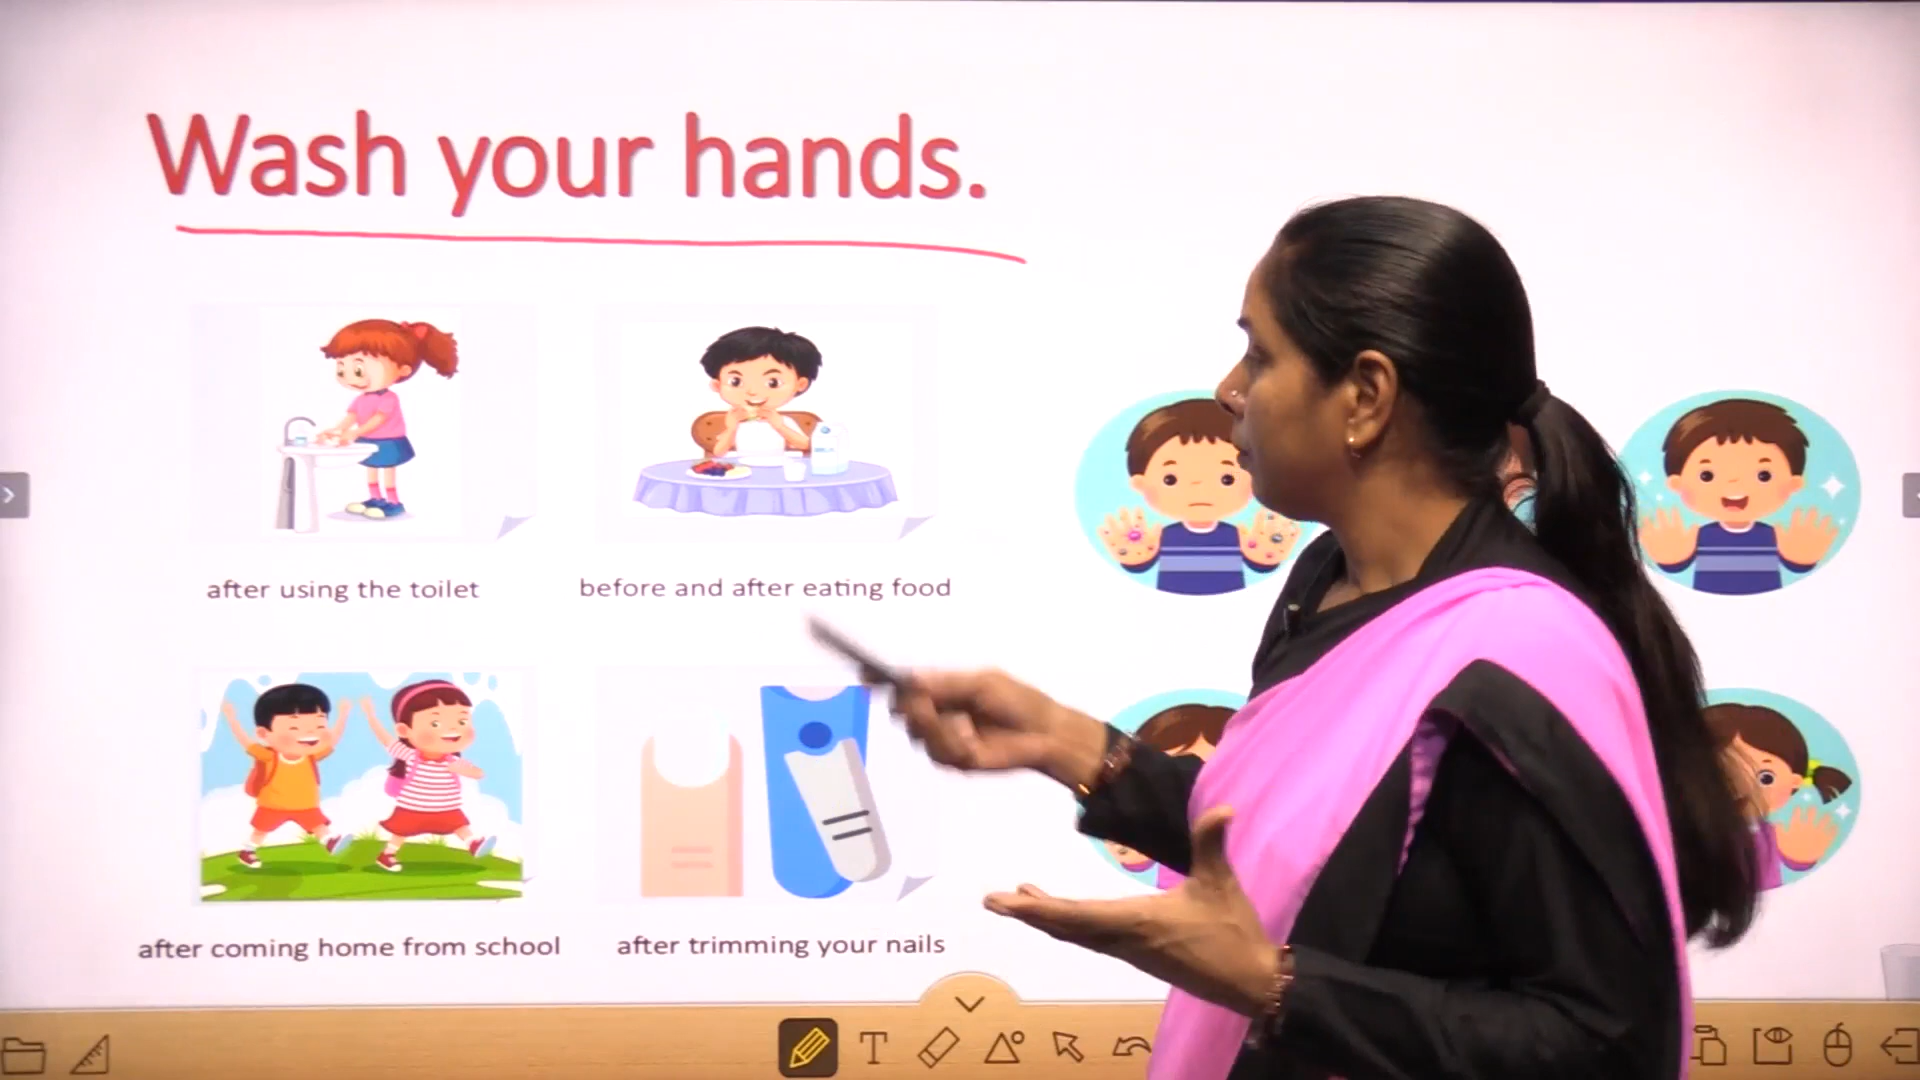 Wash your hands.
after using the toilet
before and after eating food
after coming home from school
after trimming your nails
T